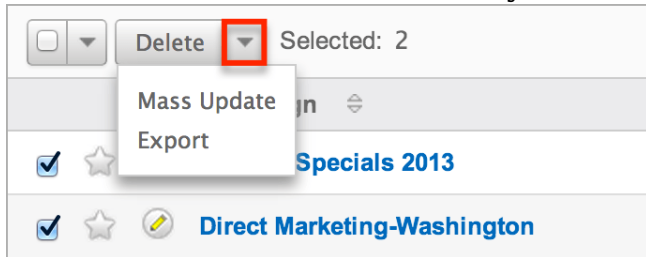 Delete Selected: 2
Mass Update
Export
Specials 2013
Direct Marketing-Washington